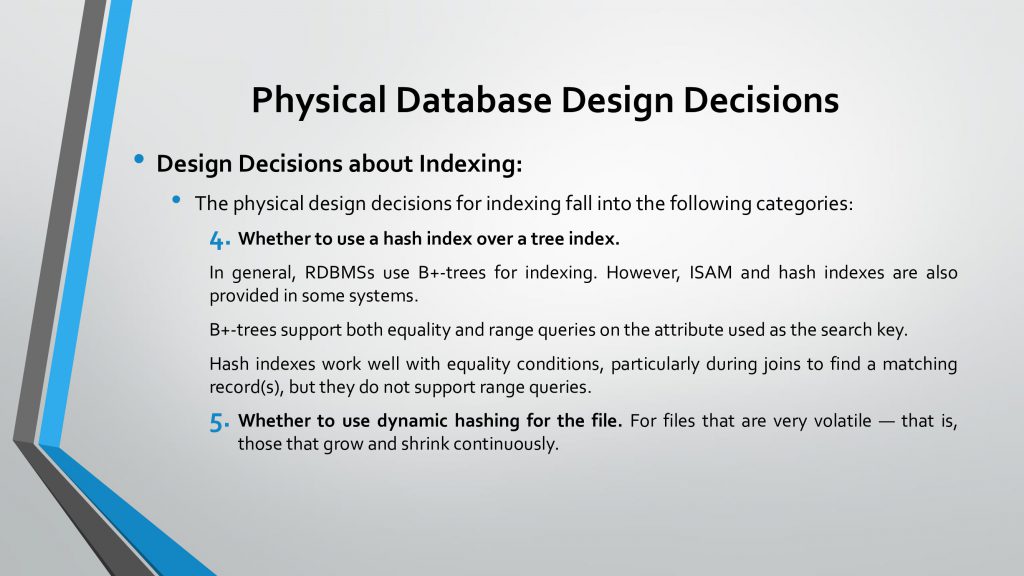 Physical Database Design Decisions
• Design Decisions about Indexing:
• The physical design decisions for indexing fall into the following categories:
4. Whether to use a hash index over a tree index.
In general, RDBMSs use B+-trees for indexing. However, ISAM and hash indexes are also
provided in some systems.
B+-trees support both equality and range queries on the attribute used as the search key.
Hash indexes work well with equality conditions, particularly during joins to find a matching
record(s), but they do not support range queries.
5. Whether to use dynamic hashing for the file. For files that are very volatile — that is,
those that grow and shrink continuously.